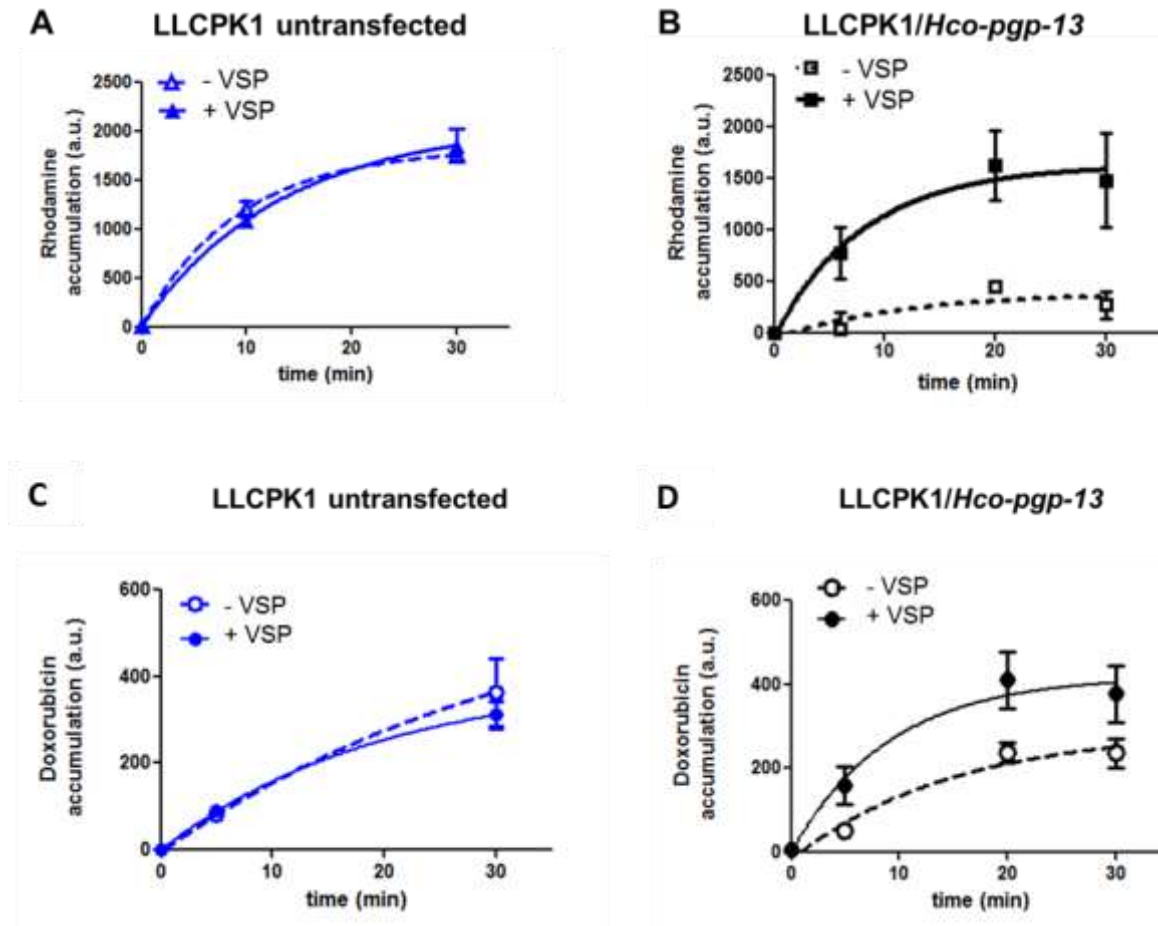 A LLCPK1 untransfected
- VSP
+ VSP
2500
2000
1500
1000
500
0
Rhodamine
accumulation (a.u.)
0 10 20 30
time (min)
B LLCPK1/Hco-pgp-13
- VSP
+ VSP
2500
2000
1500
1000
500
0
Rhodamine
accumulation (a.u.)
0 10 20 30
time (min)
C LLCPK1 untransfected
- VSP
+ VSP
600
400
200
0
Doxorubicin
accumulation (a.u.)
0 10 20 30
time (min)
D LLCPK1/Hco-pgp-13
- VSP
+ VSP
600
400
200
0
Doxorubicin
accumulation (a.u.)
0 10 20 30
time (min)